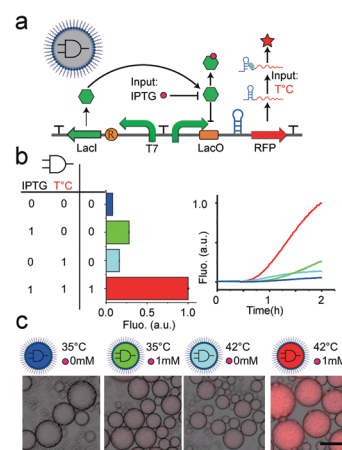 a
Input:
IPTG
Input:
T°C
LacI
R
T7
LacO
RFP
b
IPTG T°C
0 0 0
1 0 0
0 1 0
1 1 1
0.0 0.5 1.0
Fluo. (a.u.)
Fluo. (a.u.)
1.0
0 1 2
Time(h)
c
35°C
0mM
35°C
1mM
42°C
0mM
42°C
1mM